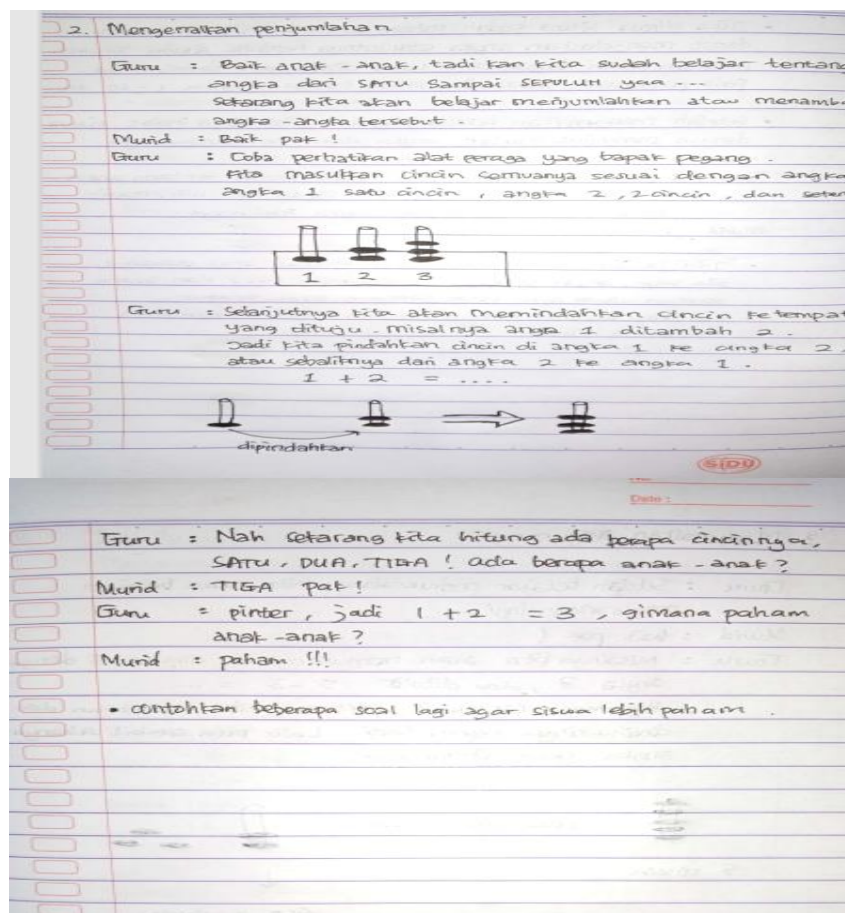 2. Mengenalkan penjumlahan
Guru : Baik anak - anak, tadi kan kita sudah belajar tentang
angka dari SATU Sampai SEPULUH yaa ...
Sekarang kita akan belajar menjumlahkan atau menamb
angka - angka tersebut .
Murid : Baik pak !
Guru : Coba perhatikan alat peraga yang bapak pegang .
kita masukkan cincin semuanya sesuai dengan angka
angka 1 satu cincin , angka 2 , 2 cincin , dan seter
1 2 3
Guru : Selanjutnya kita akan memindahkan cincin ke tempat
yang dituju . misalnya angka 1 ditambah 2 .
Jadi kita pindahkan cincin di angka 1 ke angka 2 ,
atau sebaliknya dari angka 2 ke angka 1 .
1 + 2 = ....
dipindahkan
SIDU
Date :
Guru : Nah sekarang kita hitung ada berapa cincinnya,
SATU , DUA , TIGA ! ada berapa anak - anak ?
Murid : TIGA pak !
Guru : pinter , jadi 1 + 2 = 3 , gimana paham
anak - anak ?
Murid : paham !!!
• contohkan beberapa soal lagi agar siswa lebih paham .